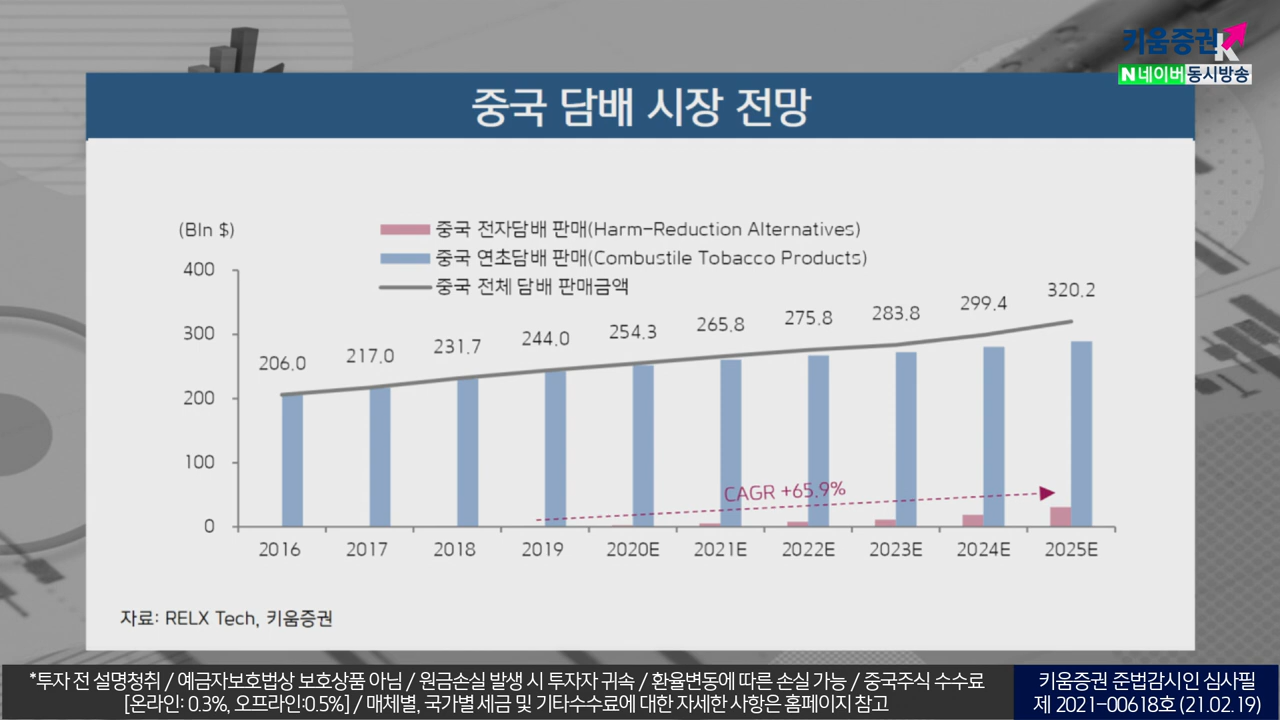 키움증권
N 네이버 동시방송
중국 담배 시장 전망
(Bln $)
중국 전자담배 판매(Harm-Reduction Alternatives)
중국 연초담배 판매(Combustile Tobacco Products)
중국 전체 담배 판매금액
400
300
200
100
0
206.0
217.0
231.7
244.0
254.3
265.8
275.8
283.8
299.4
320.2
CAGR +65.9%
2016
2017
2018
2019
2020E
2021E
2022E
2023E
2024E
2025E
자료: RELX Tech, 키움증권
*투자 전 설명청취 / 예금자보호법상 보호상품 아님 / 원금손실 발생 시 투자자 귀속 / 환율변동에 따른 손실 가능 / 중국주식 수수료
[온라인: 0.3%, 오프라인:0.5%] / 매체별, 국가별 세금 및 기타수수료에 대한 자세한 사항은 홈페이지 참고
키움증권 준법감시인 심사필
제 2021-00618호 (21.02.19)